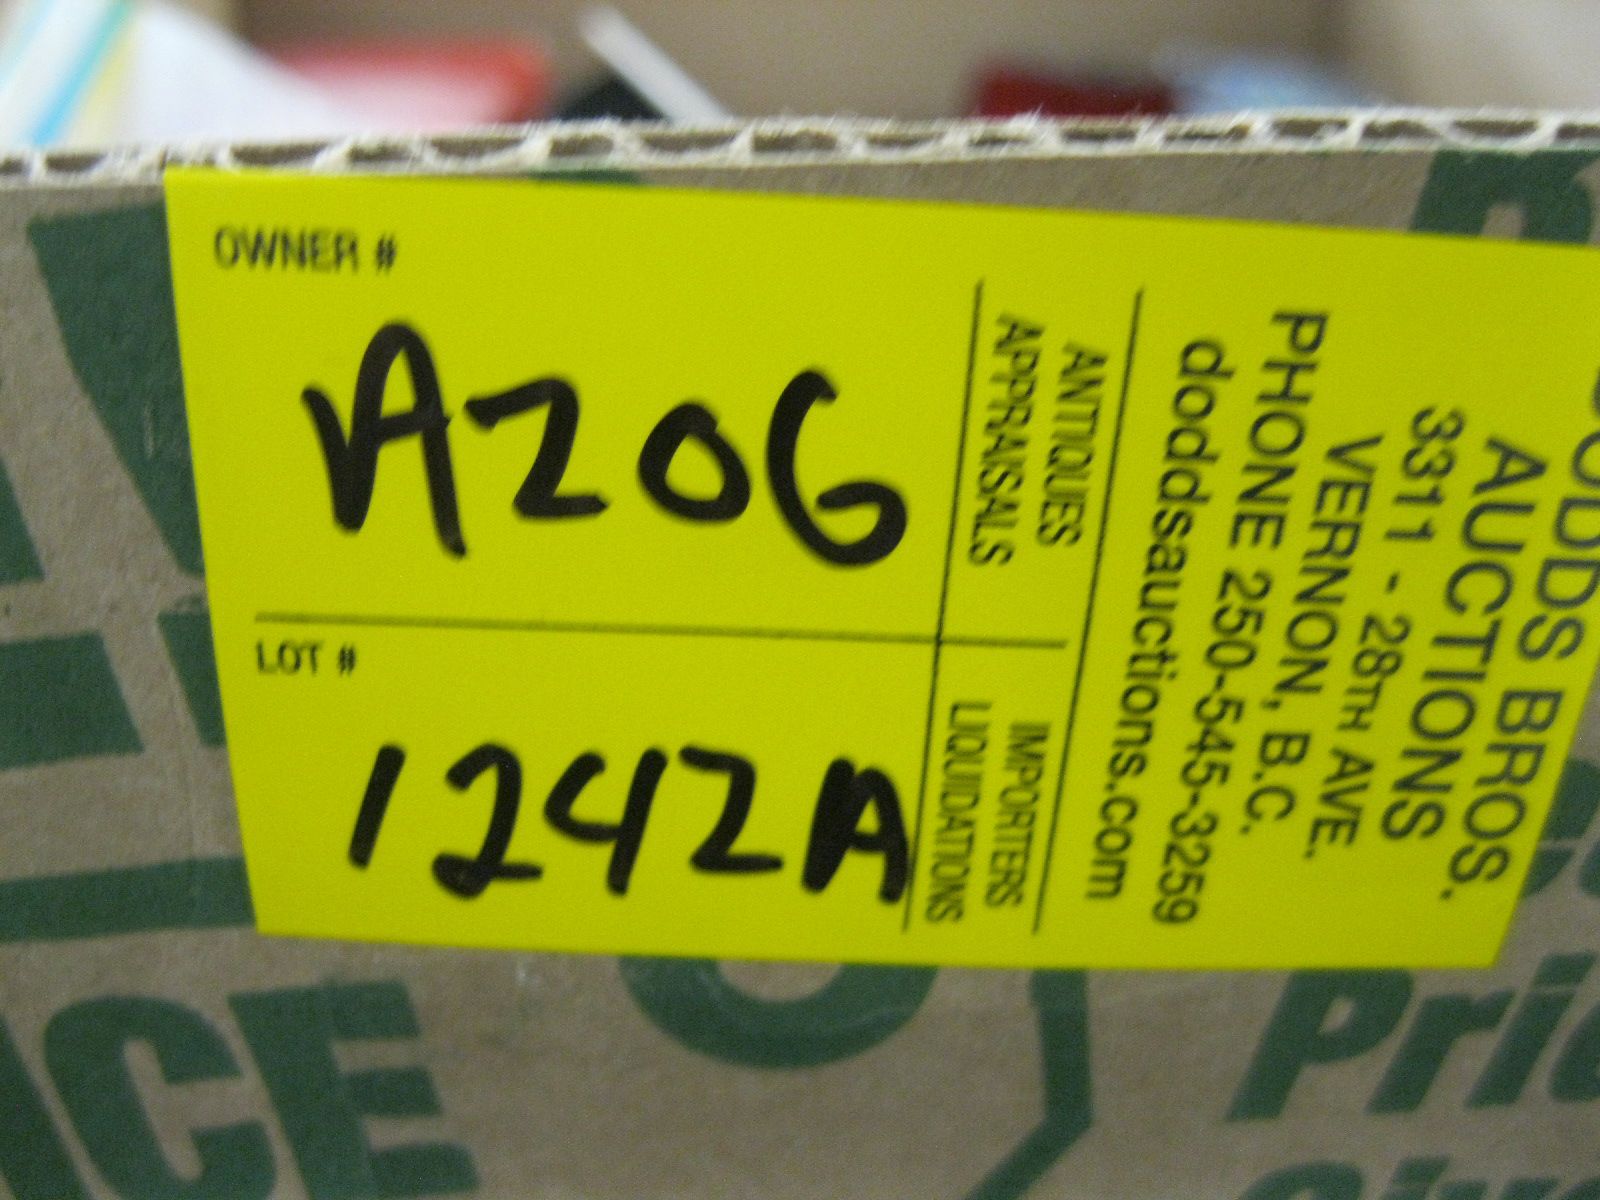 OWNER #
A206
LOT #
1242A
ANTIQUES
APPRAISALS
IMPORTERS
LIQUIDATIONS
DODDS BROS.
AUCTIONS
3311 - 28TH AVE.
VERNON, B.C.
PHONE 250-545-3259
doddsauctions.com
ICE